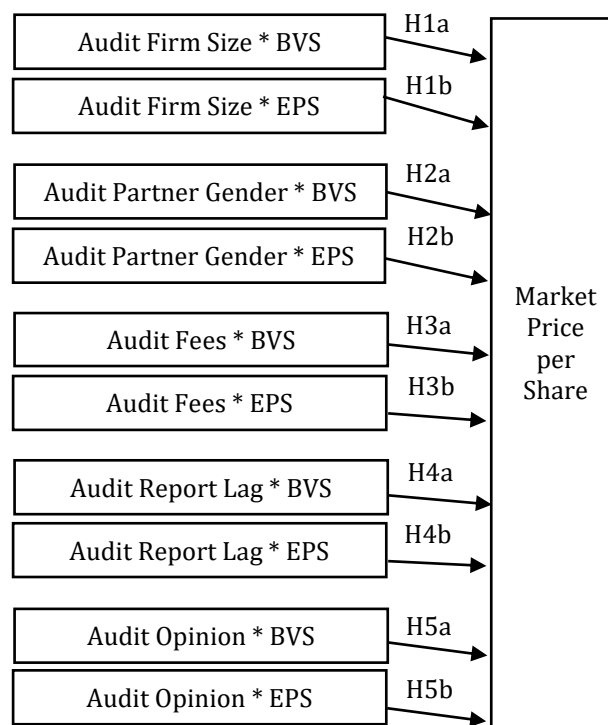 Audit Firm Size * BVS
H1a
Audit Firm Size * EPS
H1b
Audit Partner Gender * BVS
H2a
Audit Partner Gender * EPS
H2b
Audit Fees * BVS
H3a
Audit Fees * EPS
H3b
Audit Report Lag * BVS
H4a
Audit Report Lag * EPS
H4b
Audit Opinion * BVS
H5a
Audit Opinion * EPS
H5b
Market
Price
per
Share